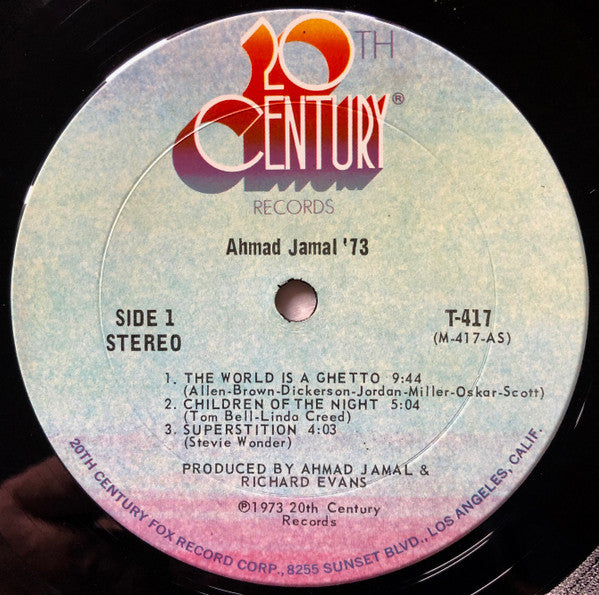 20TH
CENTURY®
RECORDS
Ahmad Jamal '73
SIDE 1
STEREO
T-417
(M-417-AS)
1. THE WORLD IS A GHETTO 9:44
(Allen-Brown-Dickerson-Jordan-Miller-Oskar-Scott)
2. CHILDREN OF THE NIGHT 5:04
(Tom Bell-Linda Creed)
3. SUPERSTITION 4:03
(Stevie Wonder)
PRODUCED BY AHMAD JAMAL &
RICHARD EVANS
℗1973 20th Century
Records
20TH CENTURY FOX RECORD CORP., 8255 SUNSET BLVD., LOS ANGELES, CALIF.